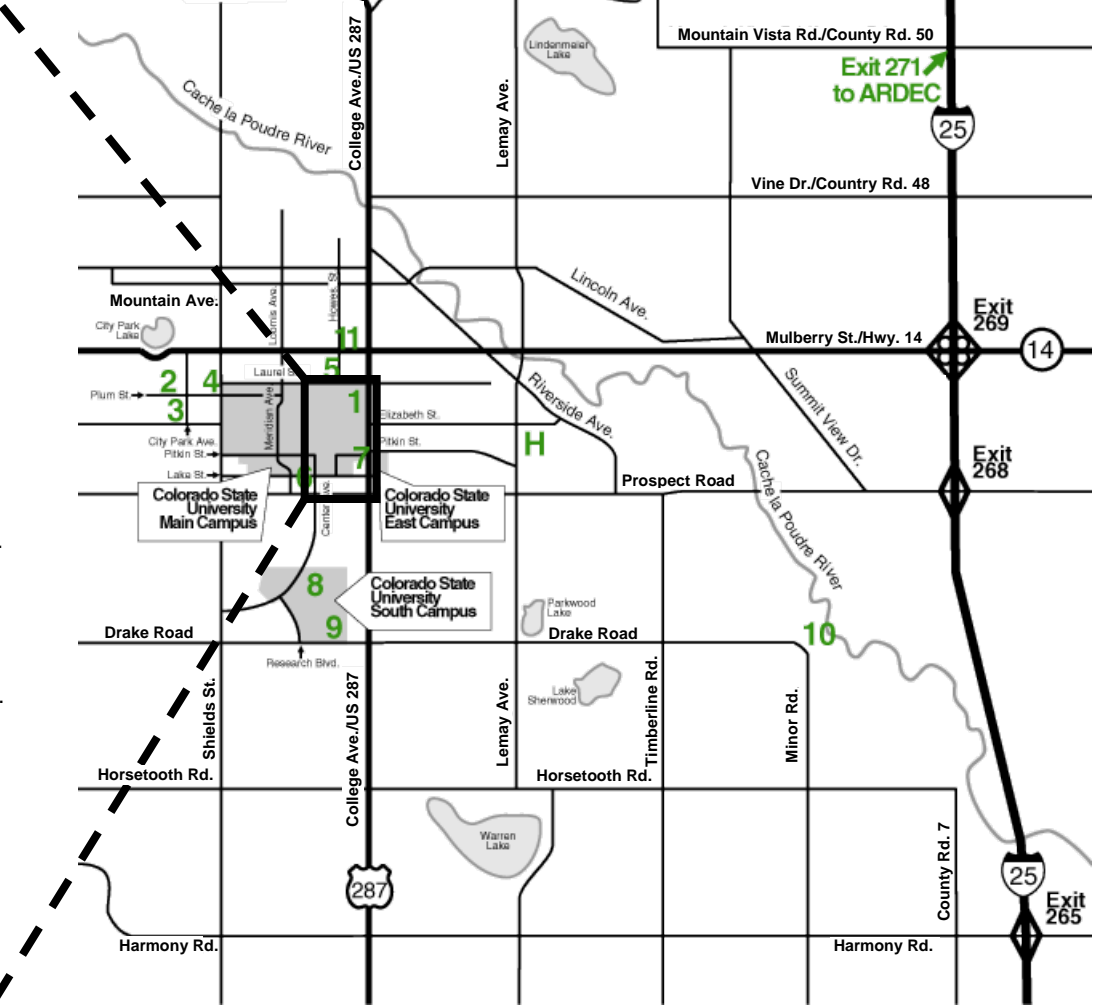 Mountain Vista Rd./County Rd. 50
Exit 271
to ARDEC
25
Lindenmeier
Lake
College Ave./US 287
Lemay Ave.
Cache la Poudre River
Vine Dr./Country Rd. 48
Mountain Ave.
Loomis Ave.
Howes. St.
Lincoln Ave.
City Park
Lake
11
Mulberry St./Hwy. 14
Exit
269
14
2
4
Laurel S
5
Plum St.
3
1
Meridian Ave.
Elizabeth St.
Riverside Ave.
Summit View Dr.
City Park Ave.
Pitkin St.
Pitkin St.
7
H
Lake St.
6
Exit
268
Prospect Road
Colorado State
University
Main Campus
Center Ave.
Colorado State
University
East Campus
Cache la Poudre River
8
Colorado State
University
South Campus
9
Parkwood
Lake
10
Drake Road
Drake Road
Research Blvd.
Shields St.
College Ave./US 287
Lemay Ave.
Lake
Sherwood
Timberline Rd.
Minor Rd.
Horsetooth Rd.
Horsetooth Rd.
Warren
Lake
County Rd. 7
287
25
Exit
265
Harmony Rd.
Harmony Rd.